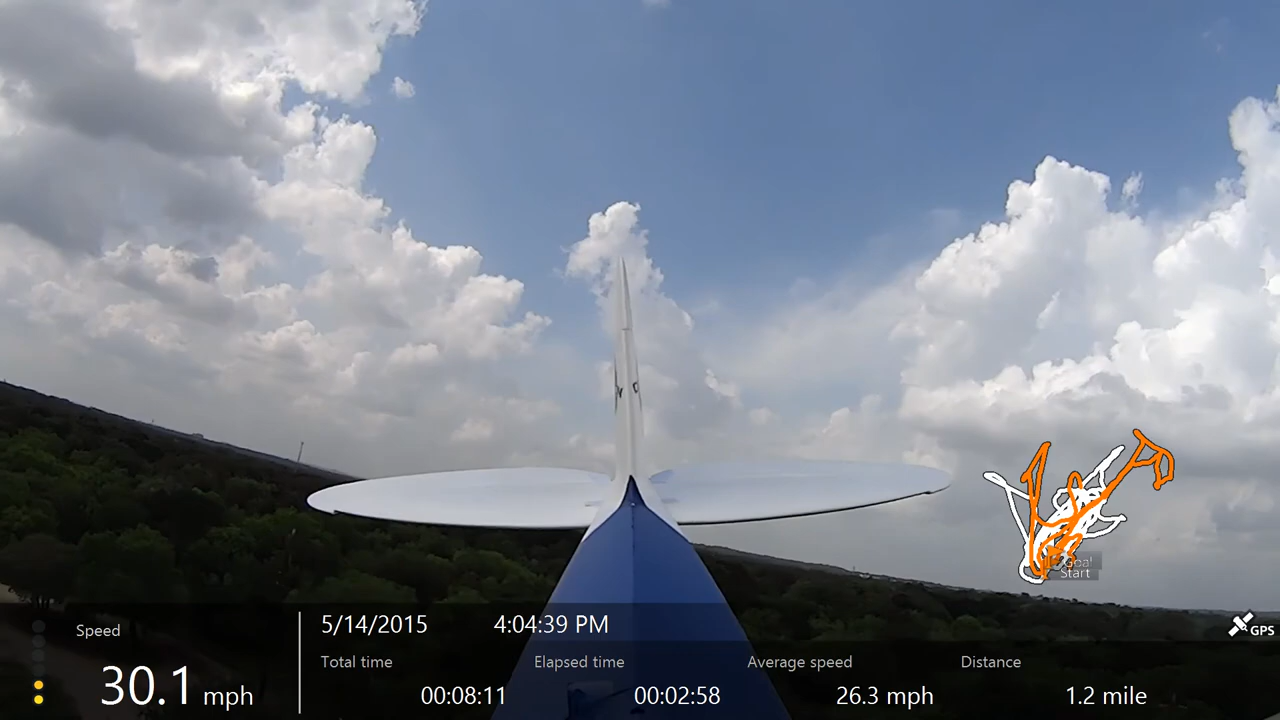 Goal
Start
GPS
5/14/2015 4:04:39 PM
Speed
30.1 mph
Total time Elapsed time Average speed Distance
00:08:11 00:02:58 26.3 mph 1.2 mile